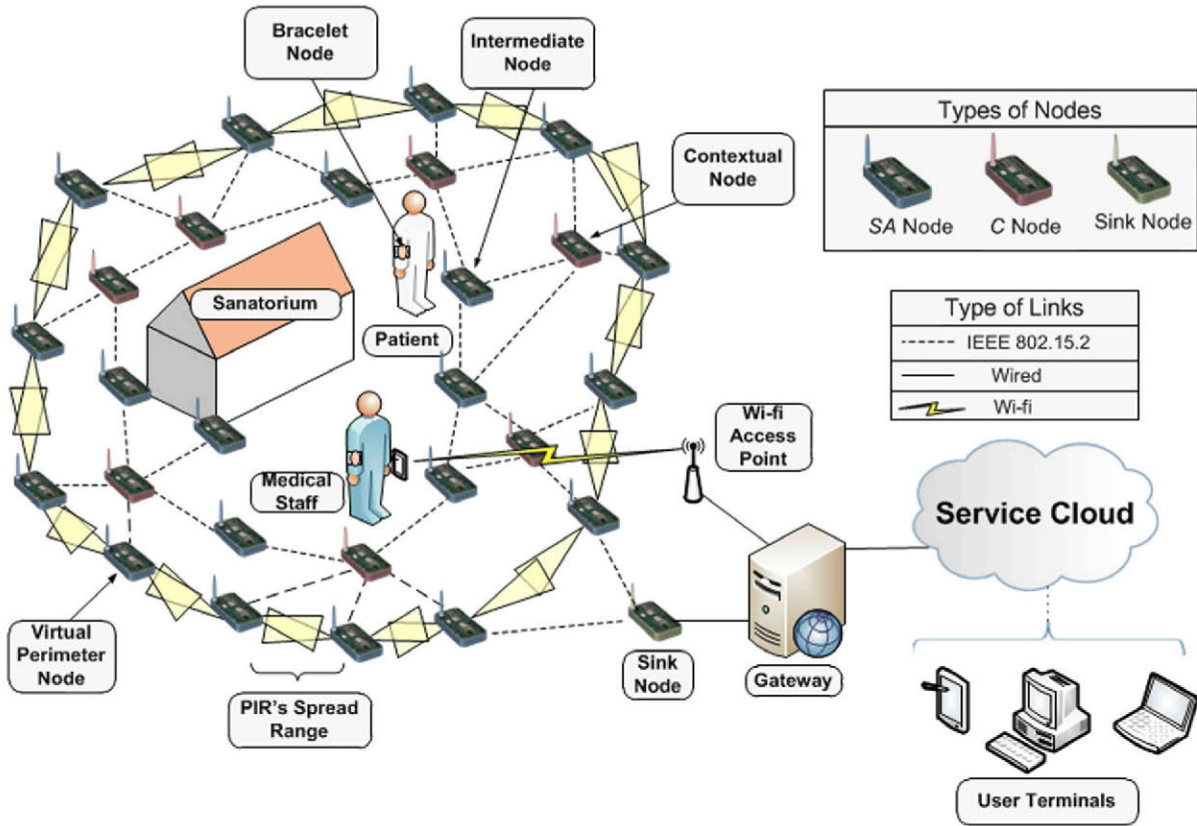 Bracelet
Node
Intermediate
Node
Contextual
Node
Types of Nodes
SA Node
C Node
Sink Node
Sanatorium
Patient
Type of Links
IEEE 802.15.2
Wired
Wi-fi
Wi-fi
Access
Point
Medical
Staff
Service Cloud
Virtual
Perimeter
Node
PIR's Spread
Range
Sink
Node
Gateway
User Terminals